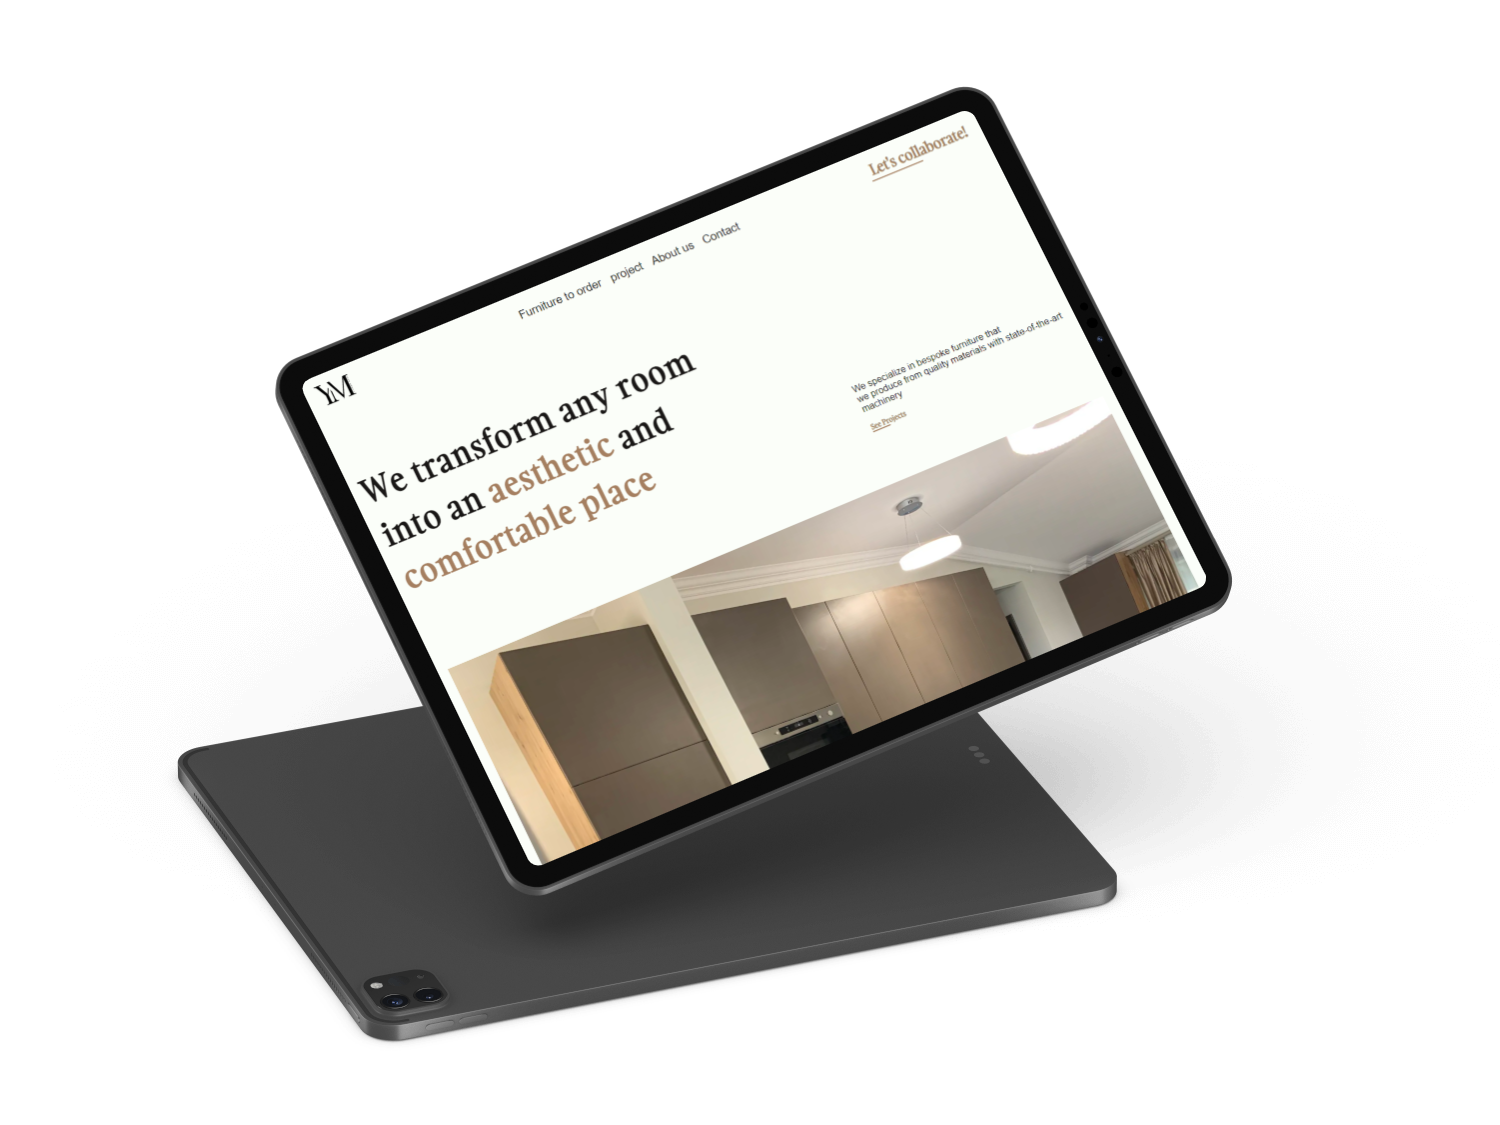 Let's collaborate!
YM
Furniture to order project About us Contact
We transform any room
into an aesthetic and
comfortable place
We specialize in bespoke furniture that
we produce from quality materials with state-of-the-art
machinery
See Projects